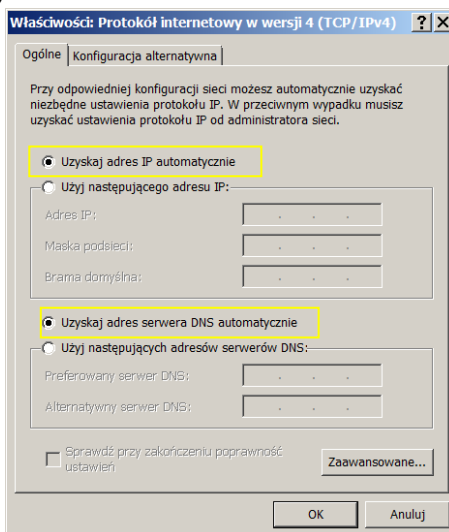 Właściwości: Protokół internetowy w wersji 4 (TCP/IPv4)
Ogólne
Konfiguracja alternatywna
Przy odpowiedniej konfiguracji sieci możesz automatycznie uzyskać
niezbędne ustawienia protokołu IP. W przeciwnym wypadku musisz
uzyskać ustawienia protokołu IP od administratora sieci.
Uzyskaj adres IP automatycznie
Użyj następującego adresu IP:
Adres IP:
Maska podsieci:
Brama domyślna:
Uzyskaj adres serwera DNS automatycznie
Użyj następujących adresów serwerów DNS:
Preferowany serwer DNS:
Alternatywny serwer DNS:
Sprawdź przy zakończeniu poprawność
ustawień
Zaawansowane...
OK
Anuluj